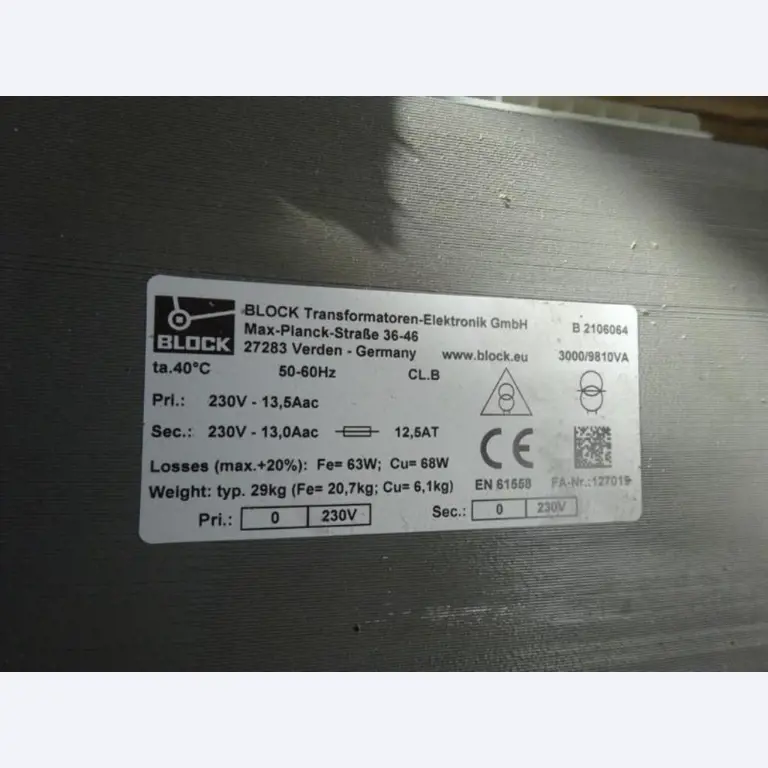 BLOCK
BLOCK Transformatoren-Elektronik GmbH B 2106064
Max-Planck-Straße 36-46
27283 Verden - Germany www.block.eu 3000/9810VA
ta.40°C 50-60Hz CL.B
Pri.: 230V - 13,5Aac
Sec.: 230V - 13,0Aac 12,5AT
CE
Losses (max.+20%): Fe= 63W; Cu= 68W
Weight: typ. 29kg (Fe= 20,7kg; Cu= 6,1kg) EN 61558 FA-Nr.:127019
Pri.: 0 230V Sec.: 0 230V